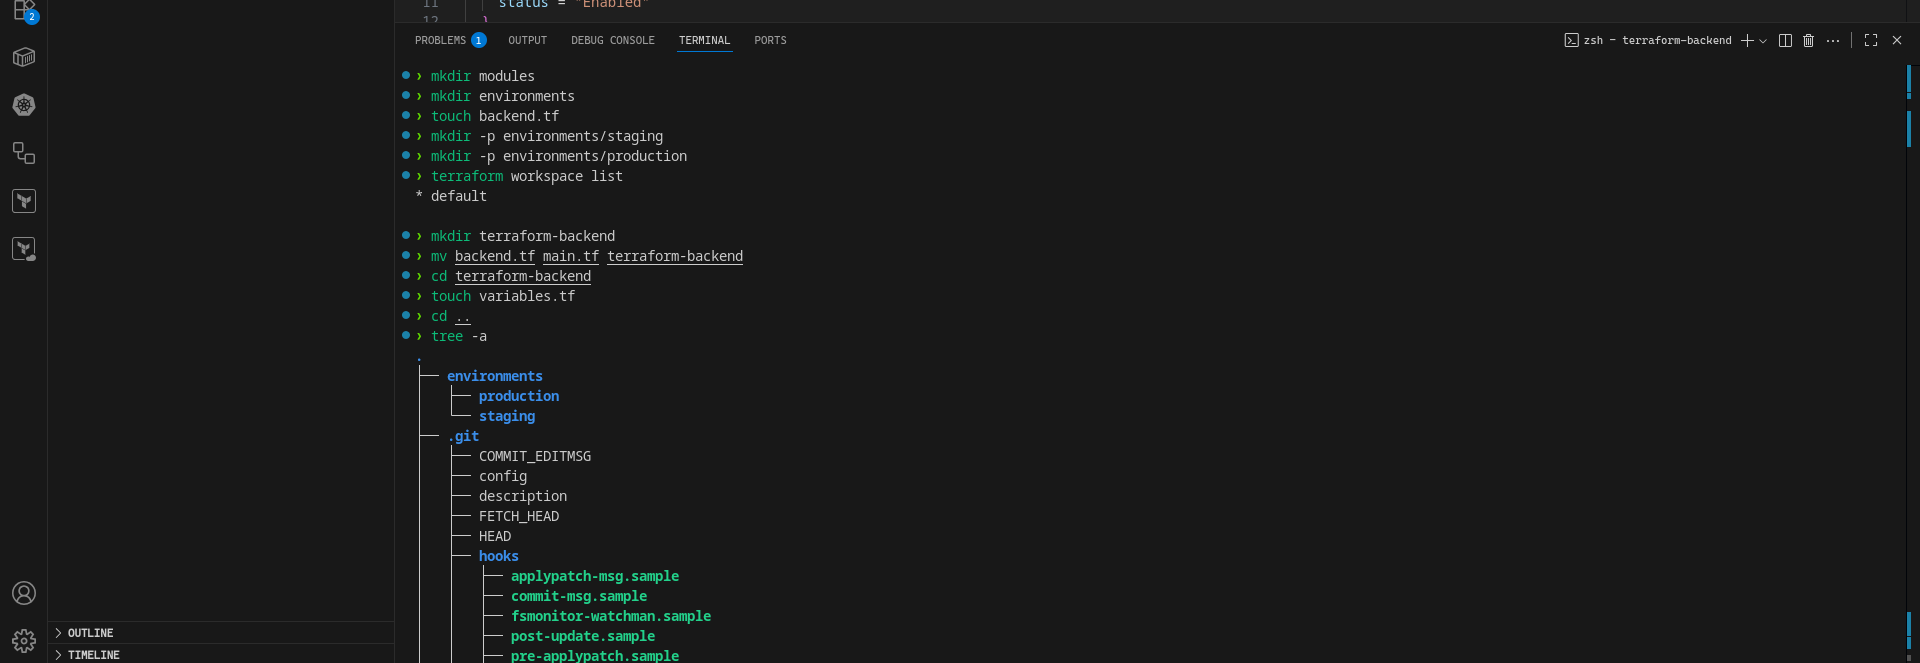 2
11 status = "Enabled"
12 }
PROBLEMS 1 OUTPUT DEBUG CONSOLE TERMINAL PORTS zsh - terraform-backend
❯ mkdir modules
❯ mkdir environments
❯ touch backend.tf
❯ mkdir -p environments/staging
❯ mkdir -p environments/production
❯ terraform workspace list
* default
❯ mkdir terraform-backend
❯ mv backend.tf main.tf terraform-backend
❯ cd terraform-backend
❯ touch variables.tf
❯ cd ..
❯ tree -a
.
├── environments
│   ├── production
│   └── staging
├── .git
│   ├── COMMIT_EDITMSG
│   ├── config
│   ├── description
│   ├── FETCH_HEAD
│   ├── HEAD
│   ├── hooks
│   │   ├── applypatch-msg.sample
│   │   ├── commit-msg.sample
│   │   ├── fsmonitor-watchman.sample
│   │   ├── post-update.sample
│   │   ├── pre-applypatch.sample
OUTLINE
TIMELINE